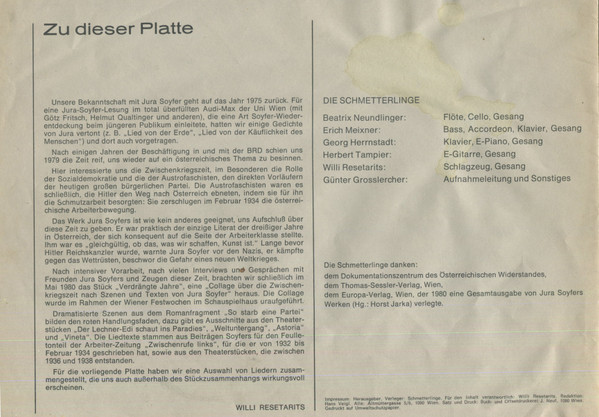 Zu dieser Platte
Unsere Bekanntschaft mit Jura Soyfer geht auf das Jahr 1975 zurück. Für
eine Jura-Soyfer-Lesung im total überfüllten Audi-Max der Uni Wien (mit
Götz Fritsch, Helmut Qualtinger und anderen), die eine Art Soyfer-Wieder-
entdeckung beim jüngeren Publikum einleitete, hatten wir einige Gedichte
von Jura vertont (z. B. „Lied von der Erde", „Lied von der Käuflichkeit des
Menschen") und dort auch vorgetragen.
Nach einigen Jahren der Beschäftigung in und mit der BRD schien uns
1979 die Zeit reif, uns wieder auf ein österreichisches Thema zu besinnen.
Hier interessierte uns die Zwischenkriegszeit, im Besonderen die Rolle
der Sozialdemokratie und die der Austrofaschisten, den direkten Vorläufern
der heutigen großen bürgerlichen Partei. Die Austrofaschisten waren es
schließlich, die Hitler den Weg nach Österreich ebneten, indem sie für ihn
die Schmutzarbeit besorgten: Sie zerschlugen im Februar 1934 die österrei-
chische Arbeiterbewegung.
Das Werk Jura Soyfers ist wie kein anderes geeignet, uns Aufschluß über
diese Zeit zu geben. Er war praktisch der einzige Literat der dreißiger Jahre
in Österreich, der sich konsequent auf die Seite der Arbeiterklasse stellte.
Ihm war es „gleichgültig, ob das, was wir schaffen, Kunst ist." Lange bevor
Hitler Reichskanzler wurde, warnte Jura Soyfer vor den Nazis, er kämpfte
gegen das Wettrüsten, beschwor die Gefahr eines neuen Weltkrieges.
Nach intensiver Vorarbeit, nach vielen Interviews und Gesprächen mit
Freunden Jura Soyfers und Zeugen dieser Zeit, brachten wir schließlich im
Mai 1980 das Stück „Verdrängte Jahre", eine „Collage über die Zwischen-
kriegszeit nach Szenen und Texten von Jura Soyfer" heraus. Die Collage
wurde im Rahmen der Wiener Festwochen im Schauspielhaus uraufgeführt.
Dramatisierte Szenen aus dem Romanfragment „So starb eine Partei"
bilden den roten Handlungsfaden, dazu gibt es Ausschnitte aus den Theater-
stücken „Der Lechner-Edi schaut ins Paradies", „Weltuntergang", „Astoria"
und „Vineta". Die Liedtexte stammen aus Beiträgen Soyfers für den Feuille-
tonteil der Arbeiter-Zeitung „Zwischenrufe links", für die er von 1932 bis
Februar 1934 geschrieben hat, sowie aus den Theaterstücken, die zwischen
1936 und 1938 entstanden.
Für die vorliegende Platte haben wir eine Auswahl von Liedern zusam-
mengestellt, die uns auch außerhalb des Stückzusammenhangs wirkungsvoll
erscheinen.
WILLI RESETARITS
DIE SCHMETTERLINGE
Beatrix Neundlinger: Flöte, Cello, Gesang
Erich Meixner: Bass, Accordeon, Klavier, Gesang
Georg Herrnstadt: Klavier, E-Piano, Gesang
Herbert Tampier: E-Gitarre, Gesang
Willi Resetarits: Schlagzeug, Gesang
Günter Grosslercher: Aufnahmeleitung und Sonstiges
Die Schmetterlinge danken:
dem Dokumentationszentrum des Österreichischen Widerstandes,
dem Thomas-Sessler-Verlag, Wien,
dem Europa-Verlag, Wien, der 1980 eine Gesamtausgabe von Jura Soyfers
Werken (Hg.: Horst Jarka) verlegte.
Impressum: Herausgeber, Verleger: Schmetterlinge. Für den Inhalt verantwortlich: Willi Resetarits, Redaktion:
Gedruckt auf Umweltschutzpapier